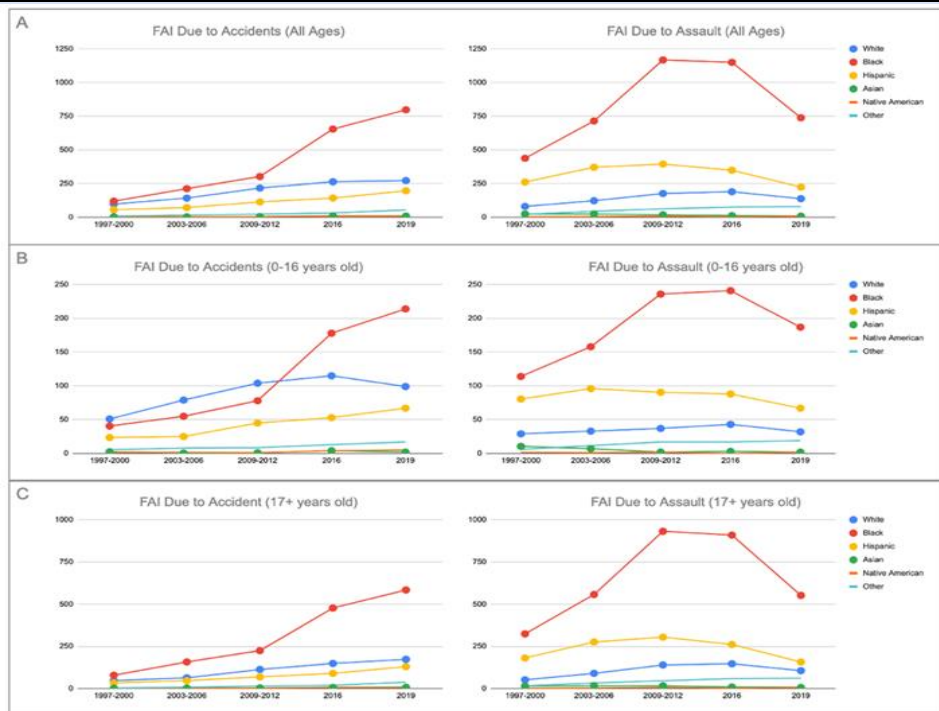 A
FAI Due to Accidents (All Ages)
1250
1000
750
500
250
0
1997-2000
2003-2006
2009-2012
2016
2019
FAI Due to Assault (All Ages)
1250
1000
750
500
250
0
1997-2000
2003-2006
2009-2012
2016
2019
White
Black
Hispanic
Asian
Native American
Other
B
FAI Due to Accidents (0-16 years old)
250
200
150
100
50
0
1997-2000
2003-2006
2009-2012
2016
2019
FAI Due to Assault (0-16 years old)
250
200
150
100
50
0
1997-2000
2003-2006
2009-2012
2016
2019
White
Black
Hispanic
Asian
Native American
Other
C
FAI Due to Accident (17+ years old)
1000
750
500
250
0
1997-2000
2003-2006
2009-2012
2016
2019
FAI Due to Assault (17+ years old)
1000
750
500
250
0
1997-2000
2003-2006
2009-2012
2016
2019
White
Black
Hispanic
Asian
Native American
Other